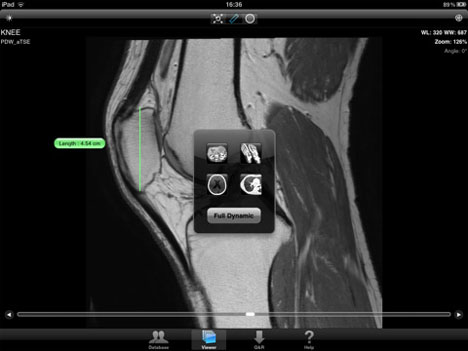 iPad
16:36
89%
KNEE
PDW_aTSE
WL: 320 WW: 687
Zoom: 126%
Angle: 0°
Length : 4.54 cm
Full Dynamic
Database
Viewer
Q&R
Help